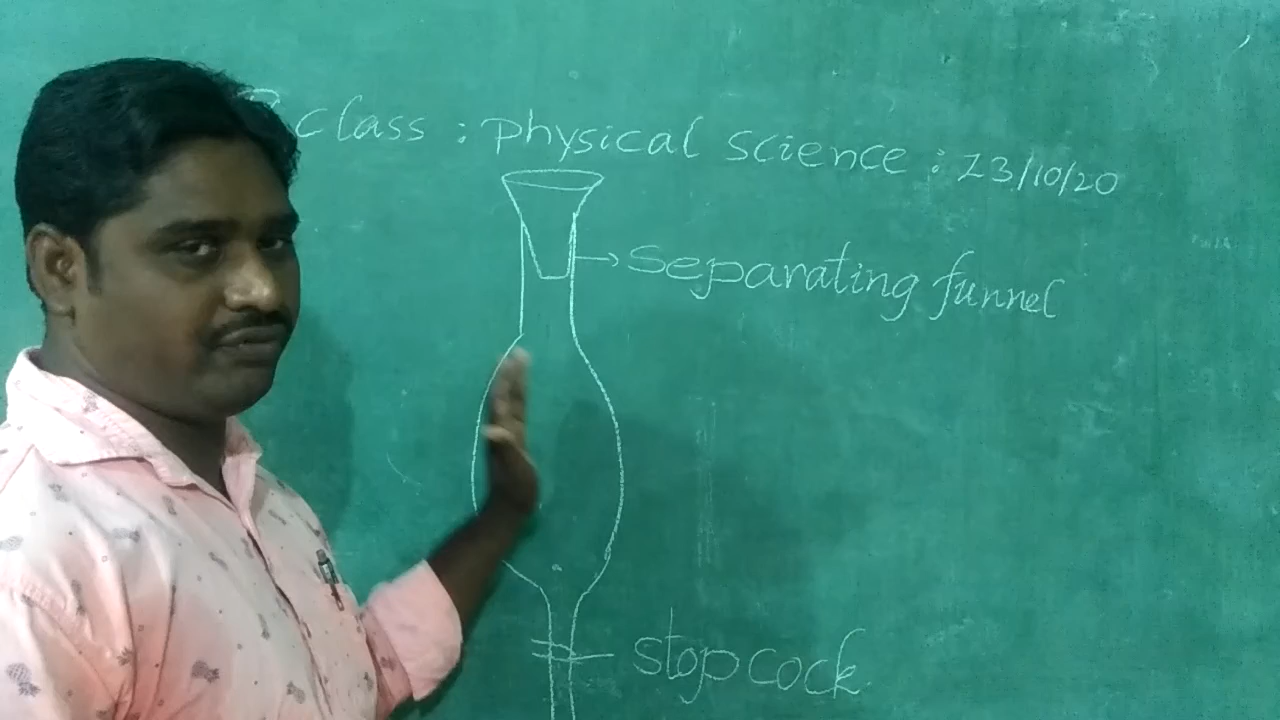 class : Physical science : 23/10/20
Separating funnel
stop cock